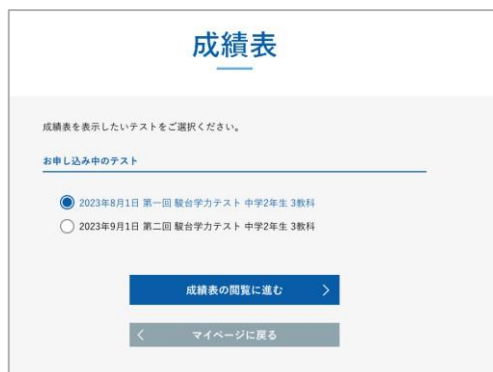 成績表
成績表を表示したいテストをご選択ください。
お申し込み中のテスト
2023年8月1日 第一回 駿台学力テスト 中学2年生 3教科
2023年9月1日 第二回 駿台学力テスト 中学2年生 3教科
成績表の閲覧に進む
マイページに戻る